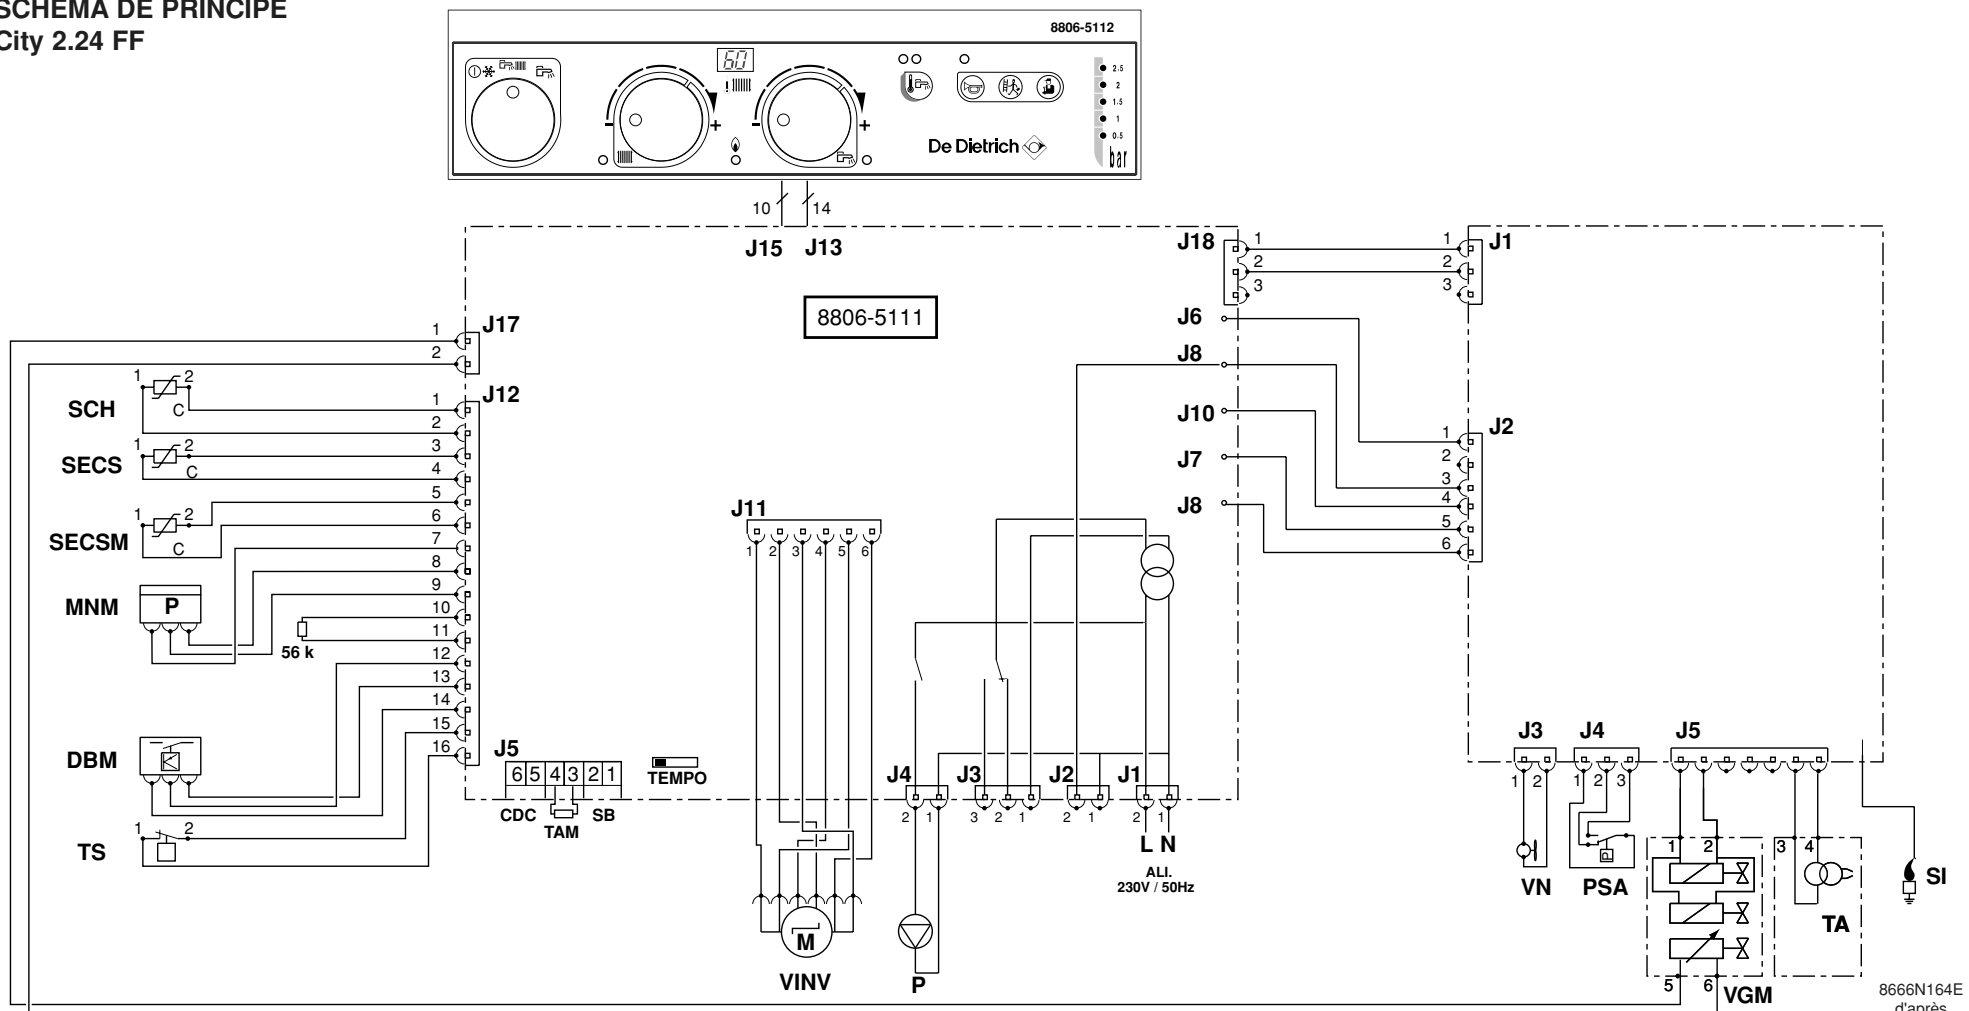 SCHEMA DE PRINCIPE
City 2.24 FF
8806-5112
60
2.5
2
1.5
1
0.5
bar
- + - +
!
De Dietrich
10 14
J15 J13
8806-5111
J18
1 2 3
1 2 3
J1
J6
J8
J10
J7
J8
J2
1
2
3
4
5
6
J17
1
2
J12
1
2
3
4
5
6
7
8
9
10
11
12
13
14
15
16
SCH
1 2
C
SECS
1 2
C
SECSM
1 2
C
MNM
P
56 k
DBM
TS
1 2
J11
1 2 3 4 5 6
J5
6 5 4 3 2 1
CDC TAM SB
TEMPO
J4 J3 J2 J1
2 1 3 2 1 2 1 2 1
L N
ALI.
230V / 50Hz
M
VINV
P
J3 J4 J5
1 2 1 2 3
P
VN PSA
1 2 3 4
5 6
VGM
TA
SI
8666N164E
d'après